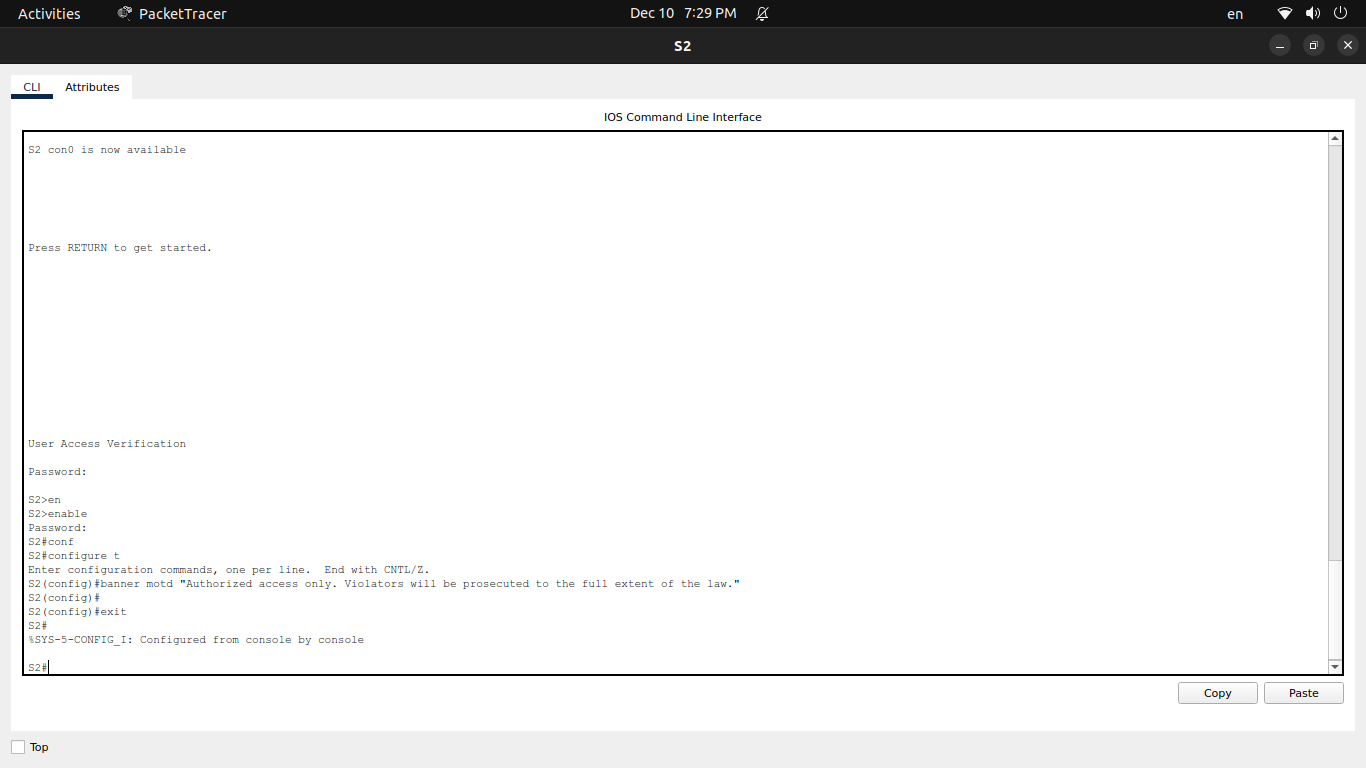 Activities PacketTracer Dec 10 7:29 PM en
S2
CLI Attributes
IOS Command Line Interface
S2 con0 is now available
Press RETURN to get started.
User Access Verification
Password:
S2>en
S2>enable
Password:
S2#conf
S2#configure t
Enter configuration commands, one per line.  End with CNTL/Z.
S2(config)#banner motd "Authorized access only. Violators will be prosecuted to the full extent of the law."
S2(config)#
S2(config)#exit
S2#
%SYS-5-CONFIG_I: Configured from console by console
S2#
Copy Paste
Top